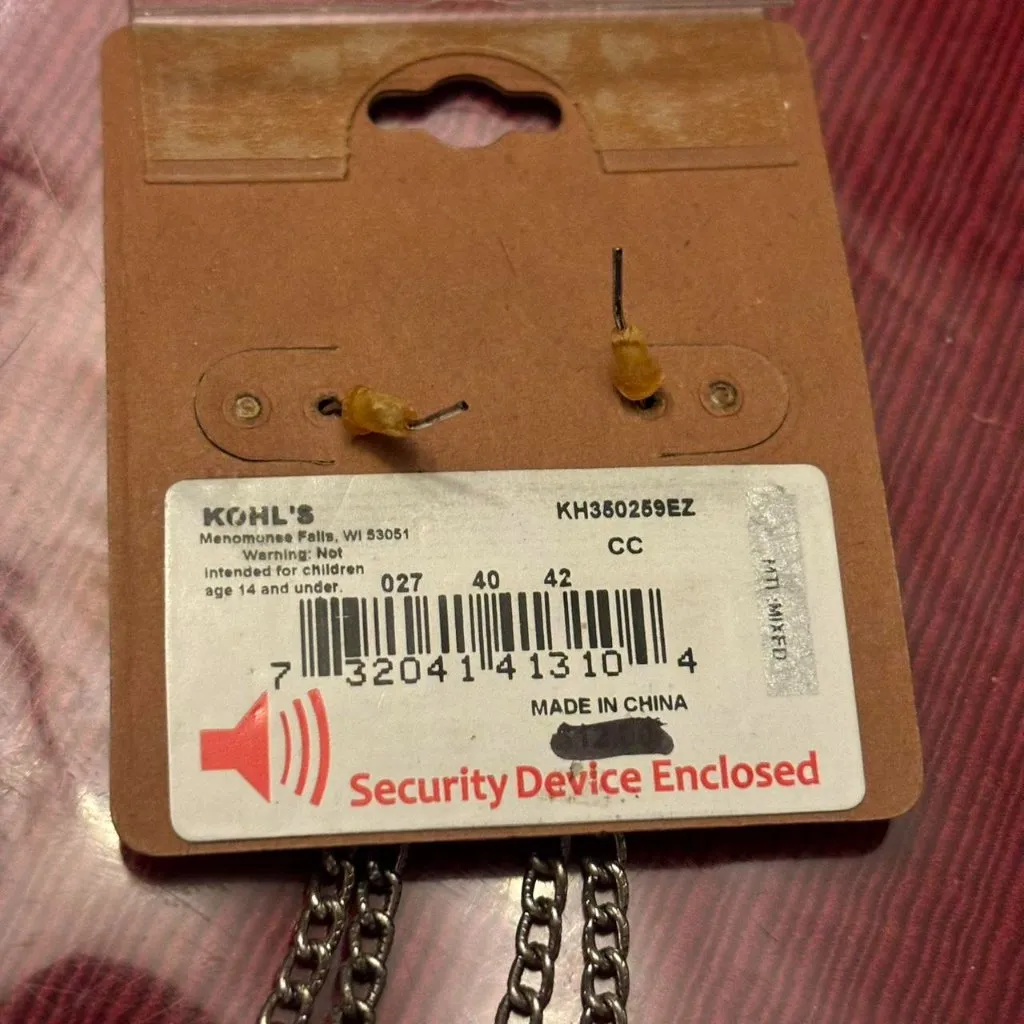 KOHL'S
KH350259EZ
Menomonee Falls, WI 53051
CC
Warning: Not
intended for children
age 14 and under.
027 40 42
7 32041 41310 4
MTL MIXED
MADE IN CHINA
Security Device Enclosed